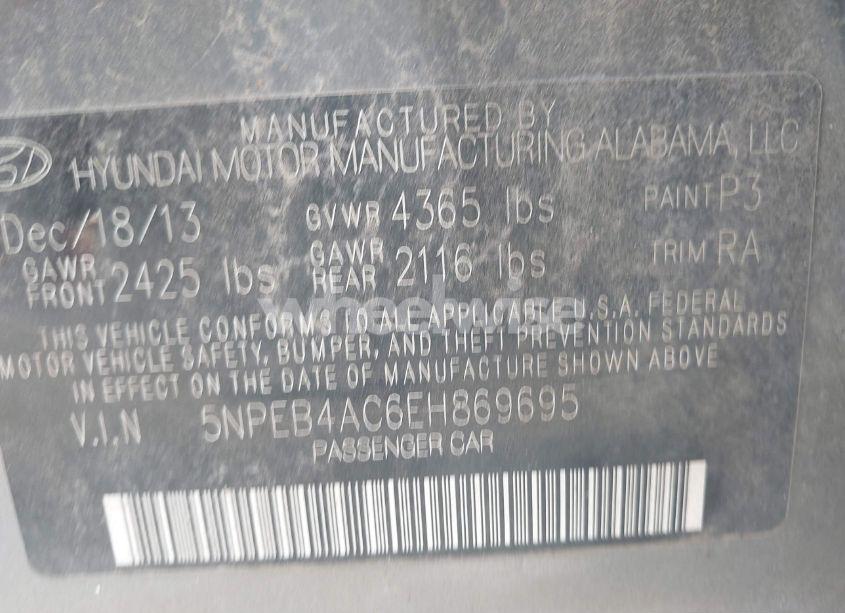 MANUFACTURED BY
HYUNDAI MOTOR MANUFACTURING ALABAMA, LLC
Dec/18/13 GVWR 4365 lbs PAINT P3
GAWR FRONT 2425 lbs GAWR REAR 2116 lbs TRIM RA
THIS VEHICLE CONFORMS TO ALL APPLICABLE U.S.A. FEDERAL
MOTOR VEHICLE SAFETY, BUMPER, AND THEFT PREVENTION STANDARDS
IN EFFECT ON THE DATE OF MANUFACTURE SHOWN ABOVE
V.I.N 5NPEB4AC6EH869695
PASSENGER CAR
wheelwise